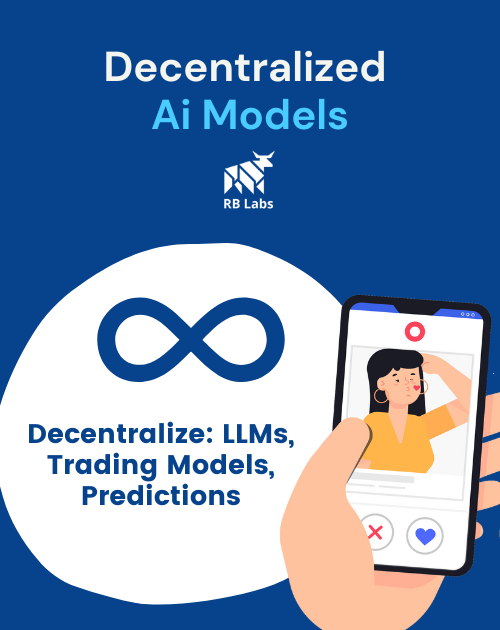 Decentralized
Ai Models
RB Labs
Decentralize: LLMs,
Trading Models,
Predictions